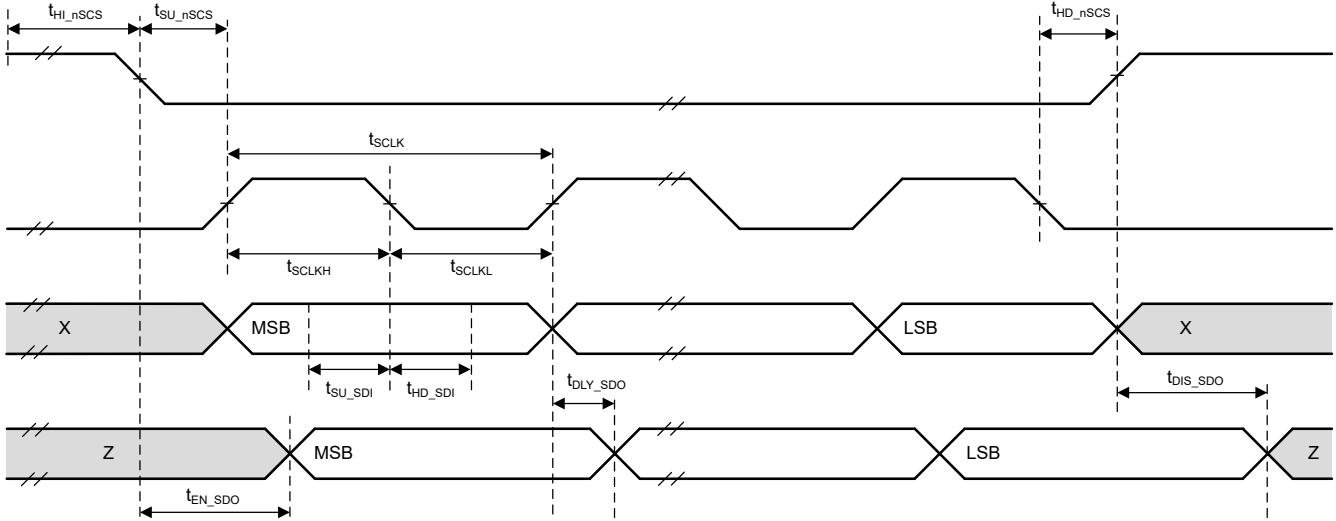 tHI_nSCS tSU_nSCS tHD_nSCS
tSCLK
tSCLKH tSCLKL
X MSB LSB X
tSU_SDI tHD_SDI tDLY_SDO tDIS_SDO
Z MSB LSB Z
tEN_SDO